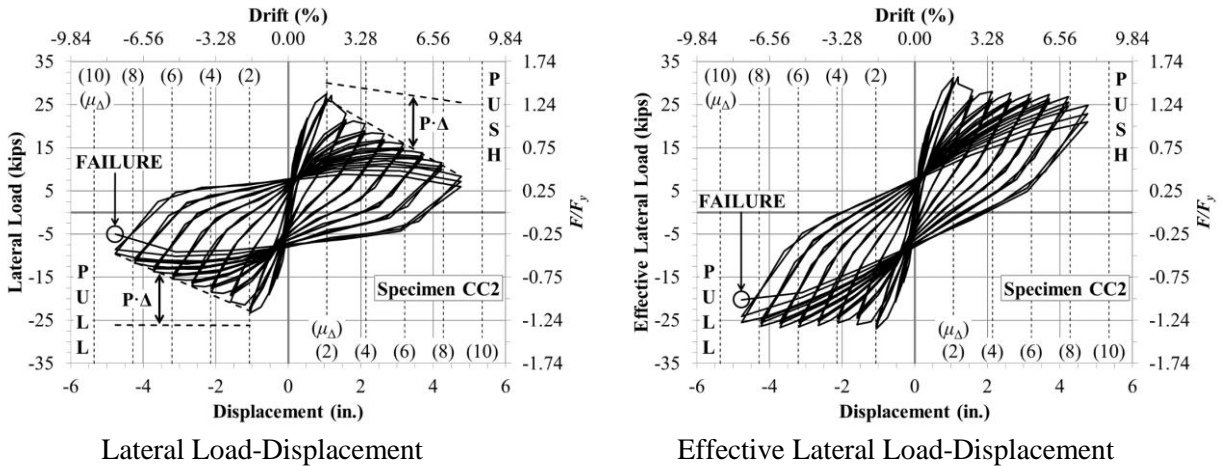 Drift (%)
-9.84 -6.56 -3.28 0.00 3.28 6.56 9.84
35 25 15 5 -5 -15 -25 -35
Lateral Load (kips)
(10) (8) (6) (4) (2)
(μΔ)
P U S H
P·Δ
FAILURE
P U L L
P·Δ
Specimen CC2
(μΔ)
(2) (4) (6) (8) (10)
1.74 1.24 0.75 0.25 -0.25 -0.75 -1.24 -1.74
F/Fy
-6 -4 -2 0 2 4 6
Displacement (in.)
Lateral Load-Displacement
Drift (%)
-9.84 -6.56 -3.28 0.00 3.28 6.56 9.84
35 25 15 5 -5 -15 -25 -35
Effective Lateral Load (kips)
(10) (8) (6) (4) (2)
(μΔ)
P U S H
FAILURE
P U L L
Specimen CC2
(μΔ)
(2) (4) (6) (8) (10)
1.74 1.24 0.75 0.25 -0.25 -0.75 -1.24 -1.74
F/Fy
-6 -4 -2 0 2 4 6
Displacement (in.)
Effective Lateral Load-Displacement